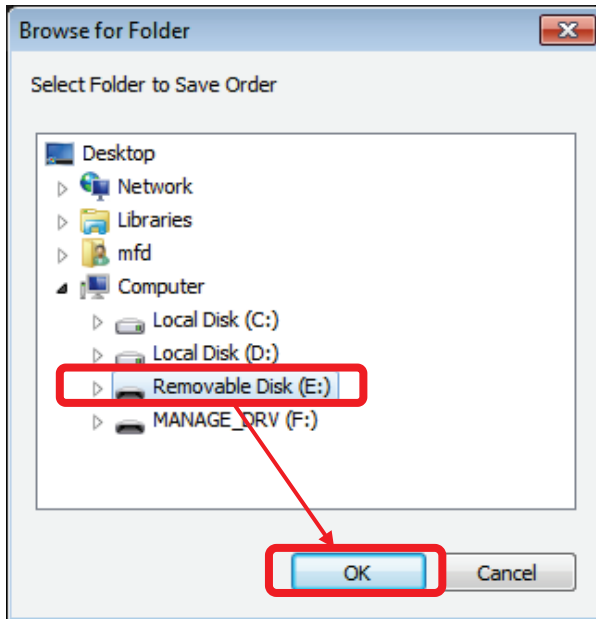 Browse for Folder
Select Folder to Save Order
Desktop
Network
Libraries
mfd
Computer
Local Disk (C:)
Local Disk (D:)
Removable Disk (E:)
MANAGE_DRV (F:)
OK Cancel